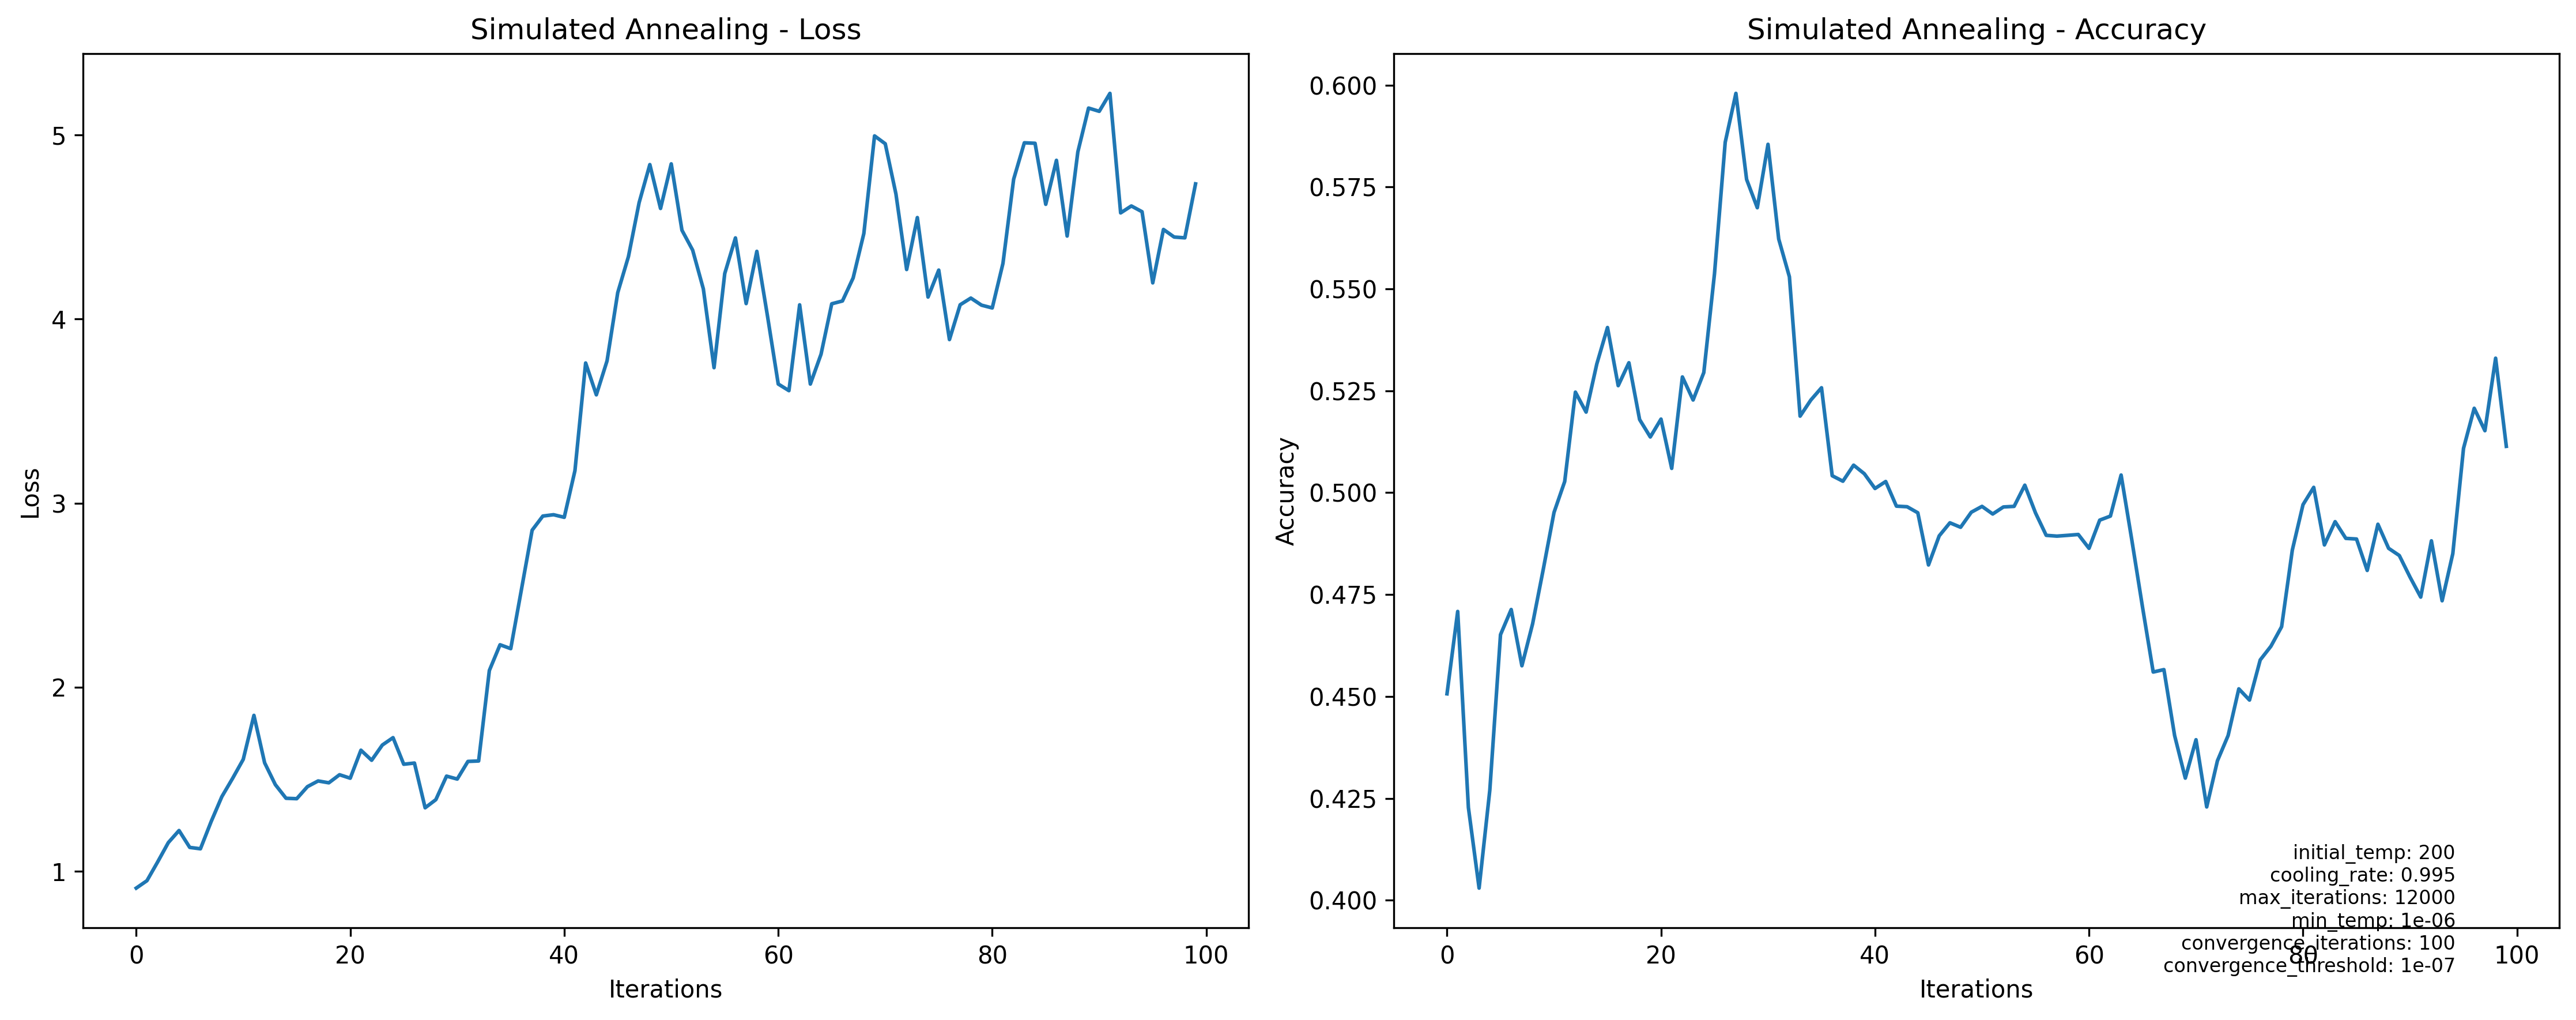 Simulated Annealing - Loss
5
4
3
2
1
Loss
0 20 40 60 80 100
Iterations
Simulated Annealing - Accuracy
0.600
0.575
0.550
0.525
0.500
0.475
0.450
0.425
0.400
Accuracy
initial_temp: 200
cooling_rate: 0.995
max_iterations: 12000
min_temp: 1e-06
convergence_iterations: 100
convergence_threshold: 1e-07
0 20 40 60 80 100
Iterations